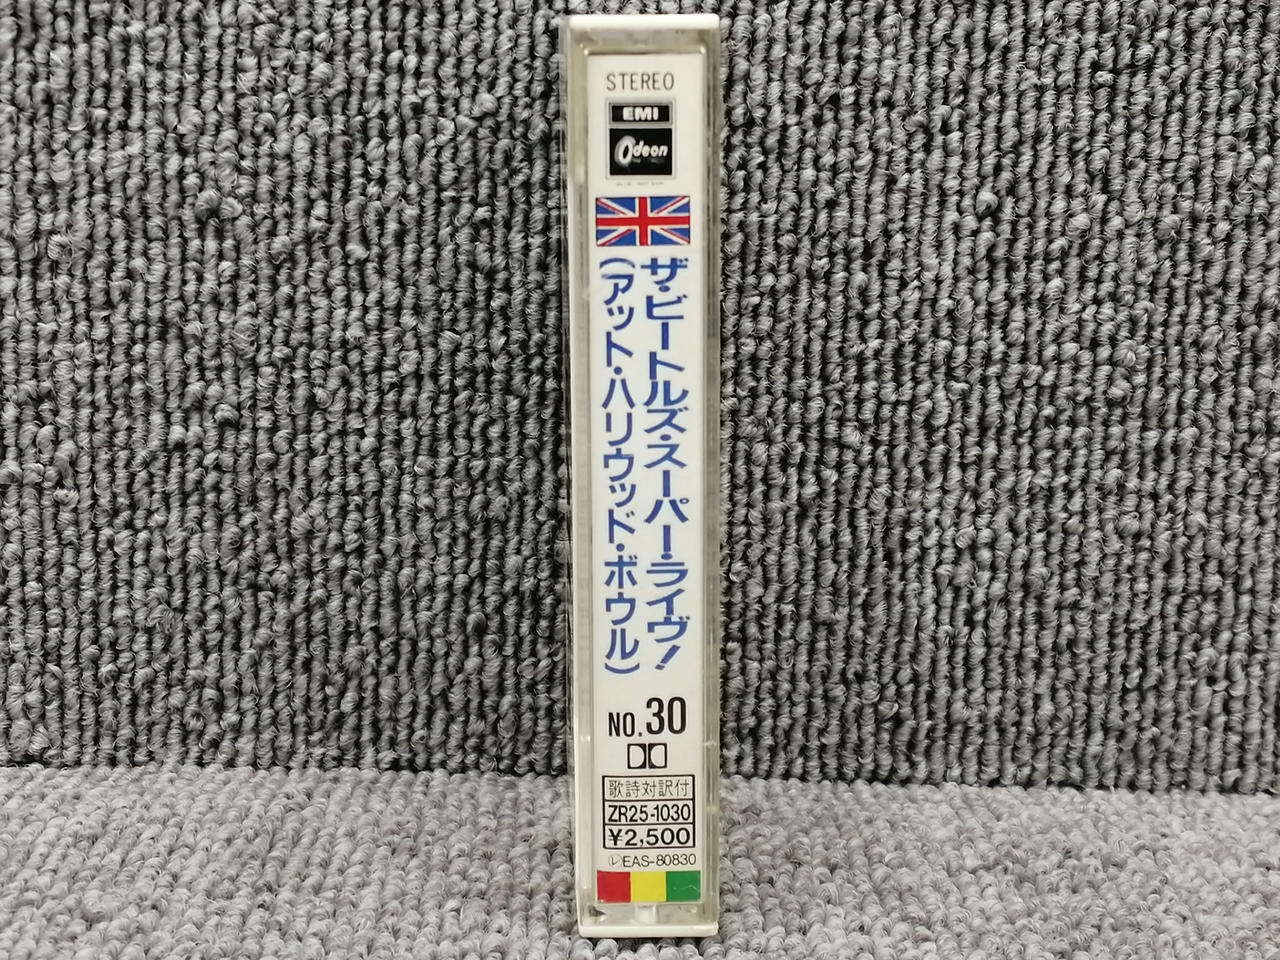 STEREO
EMI
Odeon
ザ・ビートルズ・スーパー・ライヴ!
(アット・ハリウッド・ボウル)
NO.30
歌詩対訳付
ZR25-1030
¥2,500
Ⓛ EAS-80830